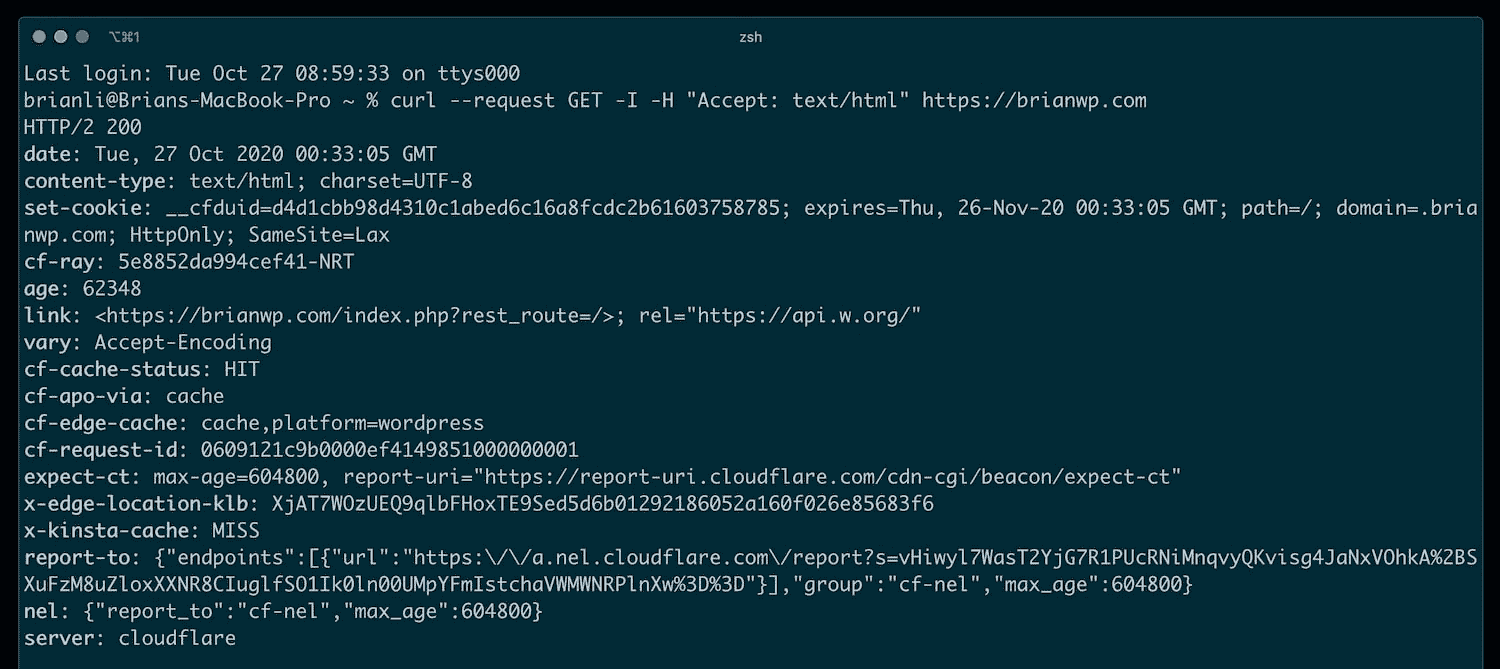 ⌥⌘1
zsh
Last login: Tue Oct 27 08:59:33 on ttys000
brianli@Brians-MacBook-Pro ~ % curl --request GET -I -H "Accept: text/html" https://brianwp.com
HTTP/2 200
date: Tue, 27 Oct 2020 00:33:05 GMT
content-type: text/html; charset=UTF-8
set-cookie: __cfduid=d4d1cbb98d4310c1abed6c16a8fcdc2b61603758785; expires=Thu, 26-Nov-20 00:33:05 GMT; path=/; domain=.bria
nwp.com; HttpOnly; SameSite=Lax
cf-ray: 5e8852da994cef41-NRT
age: 62348
link: <https://brianwp.com/index.php?rest_route=/>; rel="https://api.w.org/"
vary: Accept-Encoding
cf-cache-status: HIT
cf-apo-via: cache
cf-edge-cache: cache,platform=wordpress
cf-request-id: 0609121c9b0000ef4149851000000001
expect-ct: max-age=604800, report-uri="https://report-uri.cloudflare.com/cdn-cgi/beacon/expect-ct"
x-edge-location-klb: XjAT7WOzUEQ9qlbFHoxTE9Sed5d6b01292186052a160f026e85683f6
x-kinsta-cache: MISS
report-to: {"endpoints":[{"url":"https:\/\/a.nel.cloudflare.com\/report?s=vHiwyl7WasT2YjG7R1PUcRNiMnqvyQKvisg4JaNxVOhkA%2BS
XuFzM8uZloxXXNR8CIuglfSO1Ik0ln00UMpYFmIstchaVWMWNRPlnXw%3D%3D"}],"group":"cf-nel","max_age":604800}
nel: {"report_to":"cf-nel","max_age":604800}
server: cloudflare